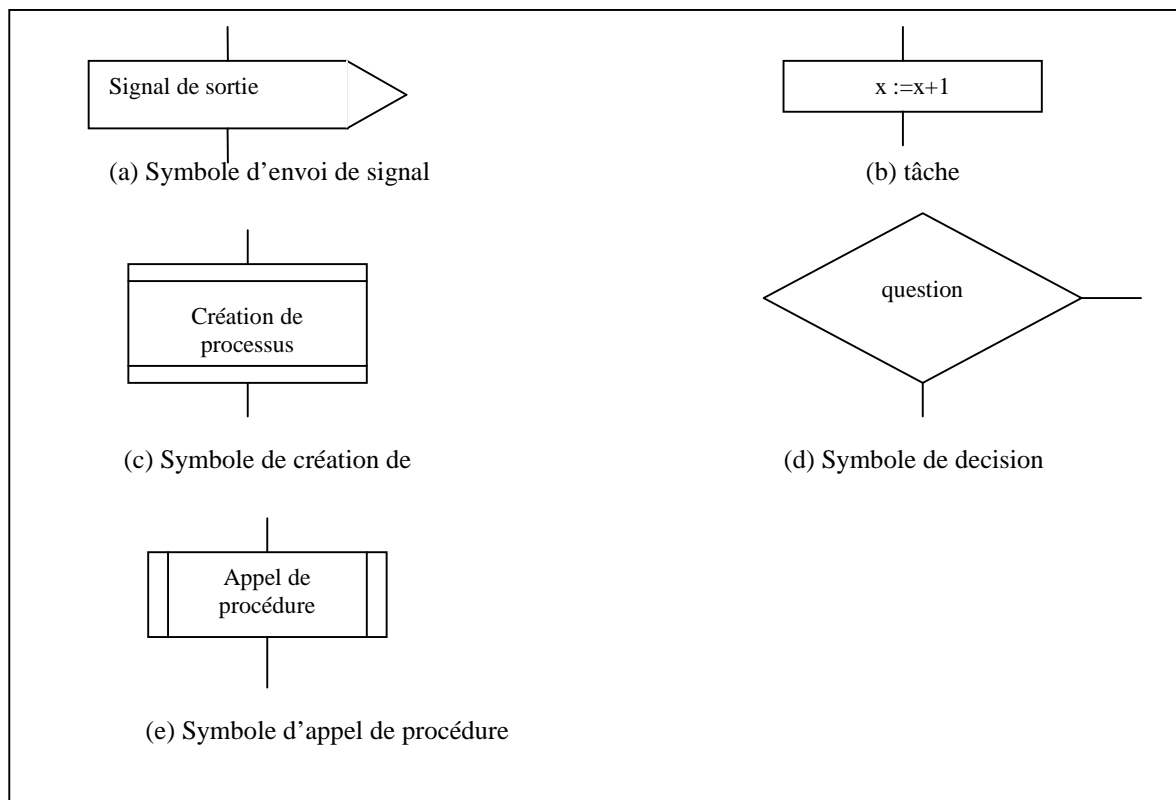 Signal de sortie
(a) Symbole d’envoi de signal
x :=x+1
(b) tâche
Création de
processus
(c) Symbole de création de
question
(d) Symbole de decision
Appel de
procédure
(e) Symbole d’appel de procédure